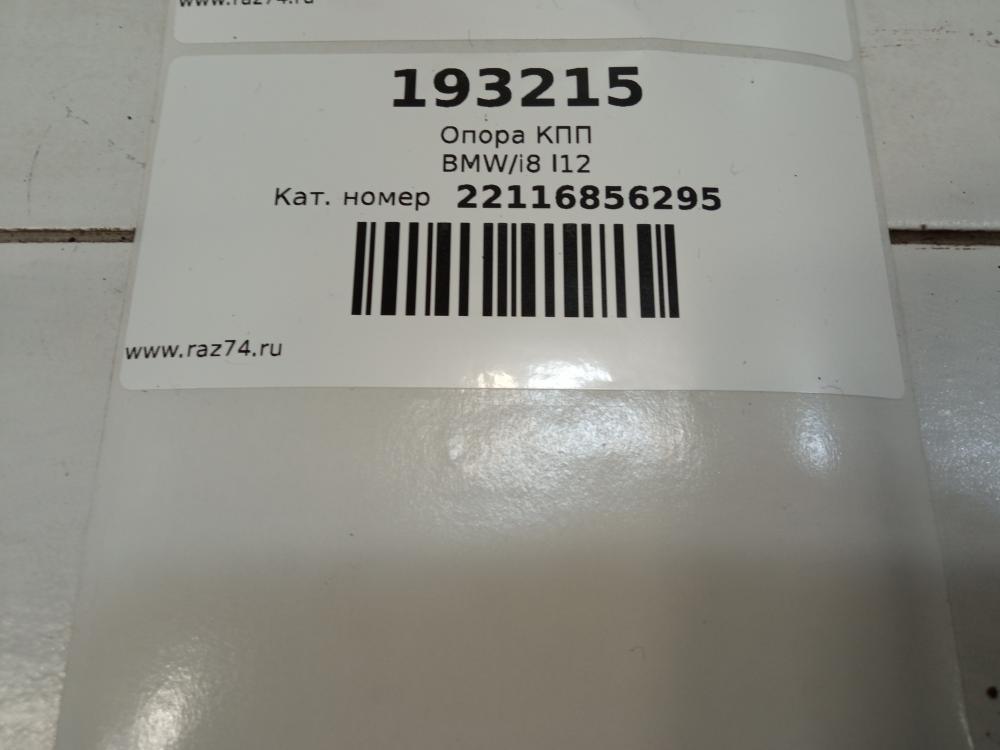 www.raz74.ru
193215
Опора КПП
BMW/i8 I12
Кат. номер 22116856295
www.raz74.ru